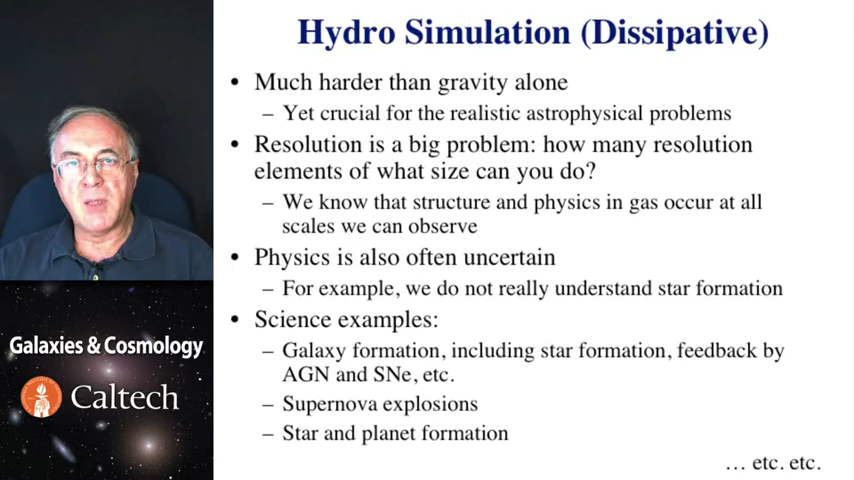 Hydro Simulation (Dissipative)
• Much harder than gravity alone
– Yet crucial for the realistic astrophysical problems
• Resolution is a big problem: how many resolution
elements of what size can you do?
– We know that structure and physics in gas occur at all
scales we can observe
• Physics is also often uncertain
– For example, we do not really understand star formation
• Science examples:
– Galaxy formation, including star formation, feedback by
AGN and SNe, etc.
– Supernova explosions
– Star and planet formation
… etc. etc.
Galaxies & Cosmology
Caltech